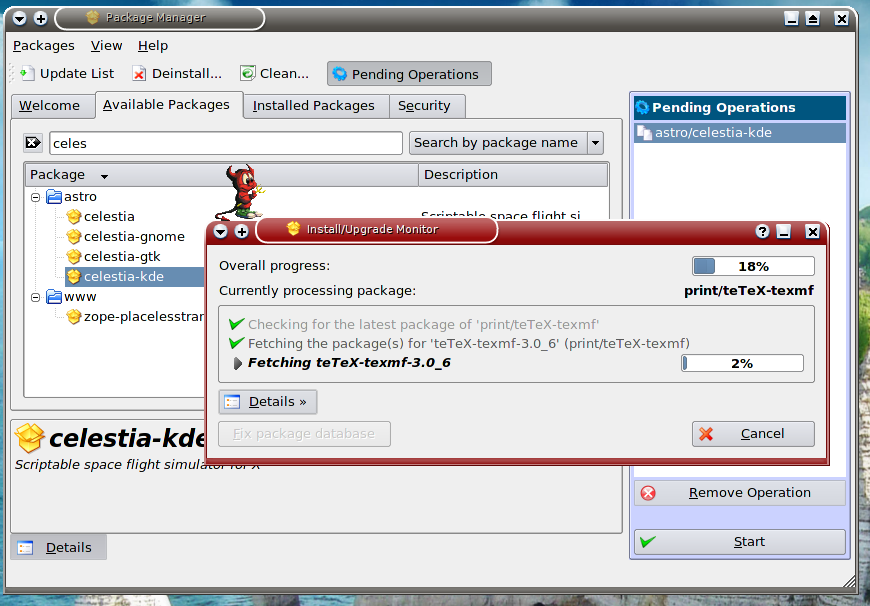 Package Manager
Packages View Help
Update List Deinstall... Clean... Pending Operations
Welcome Available Packages Installed Packages Security
celes
Search by package name
Package Description
astro
celestia Scriptable space flight si
celestia-gnome
celestia-gtk
celestia-kde
www
zope-placelesstran
celestia-kde
Scriptable space flight simulator for X
Details
Pending Operations
astro/celestia-kde
Remove Operation
Start
Install/Upgrade Monitor
Overall progress: 18%
Currently processing package: print/teTeX-texmf
Checking for the latest package of 'print/teTeX-texmf'
Fetching the package(s) for 'teTeX-texmf-3.0_6' (print/teTeX-texmf)
Fetching teTeX-texmf-3.0_6 2%
Details »
Fix package database
Cancel